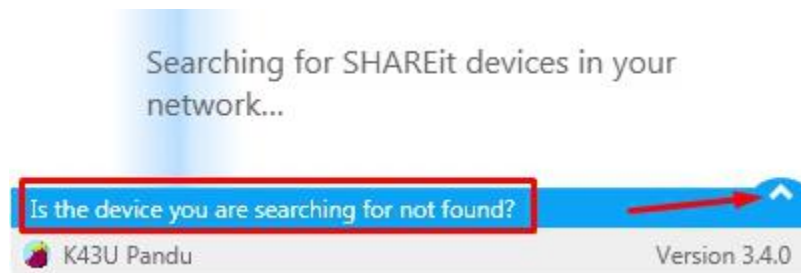 Searching for SHAREit devices in your
network...
Is the device you are searching for not found?
K43U Pandu
Version 3.4.0